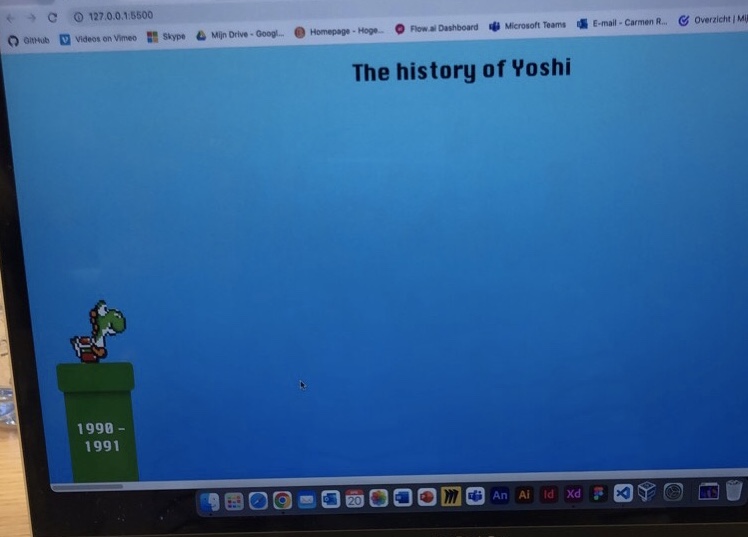 127.0.0.1:5500
GitHub Videos on Vimeo Skype Mijn Drive - Googl... Homepage - Hoge... Flow.ai Dashboard Microsoft Teams E-mail - Carmen R... Overzicht | Mi
The history of Yoshi
1990 -
1991
20
An Ai Id Xd